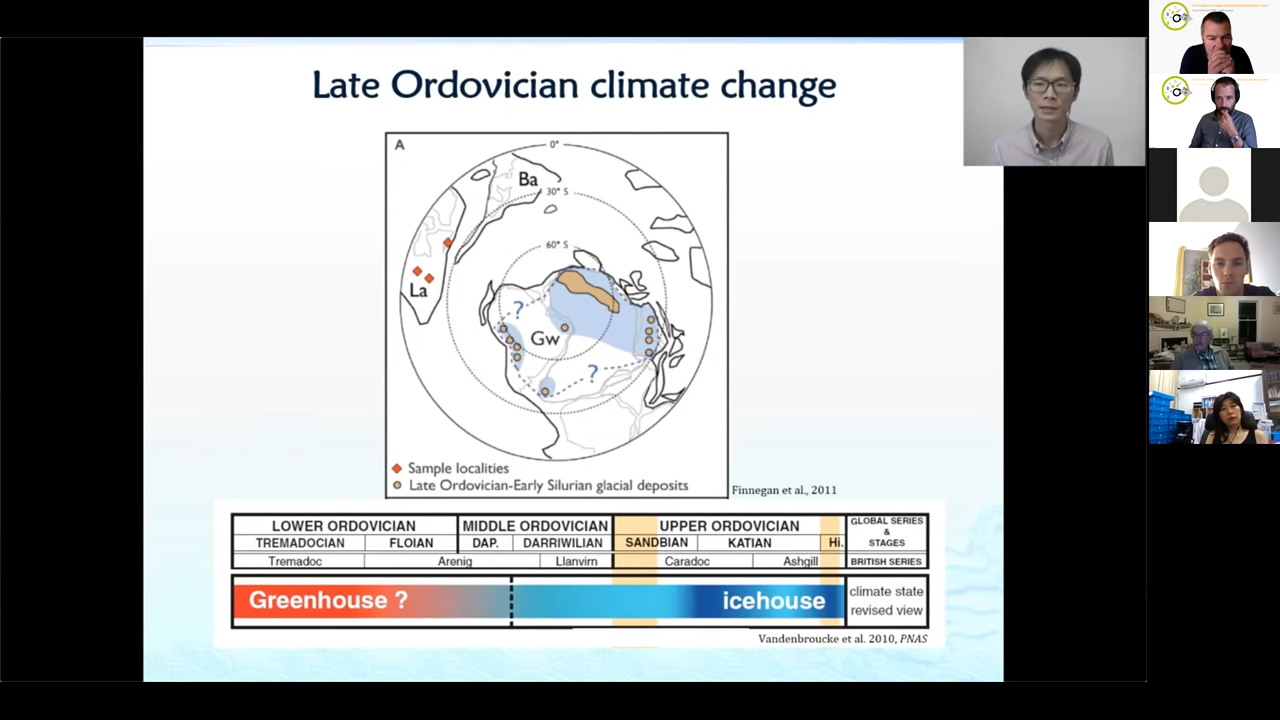 Late Ordovician climate change
A
0°
Ba
30° S
60° S
La
?
Gw
?
Sample localities
Late Ordovician-Early Silurian glacial deposits
Finnegan et al., 2011
LOWER ORDOVICIAN MIDDLE ORDOVICIAN UPPER ORDOVICIAN GLOBAL SERIES & STAGES
TREMADOCIAN FLOIAN DAP. DARRIWILIAN SANDBIAN KATIAN Hi.
Tremadoc Arenig Llanvirn Caradoc Ashgill BRITISH SERIES
Greenhouse ? icehouse climate state revised view
Vandenbroucke et al. 2010, PNAS